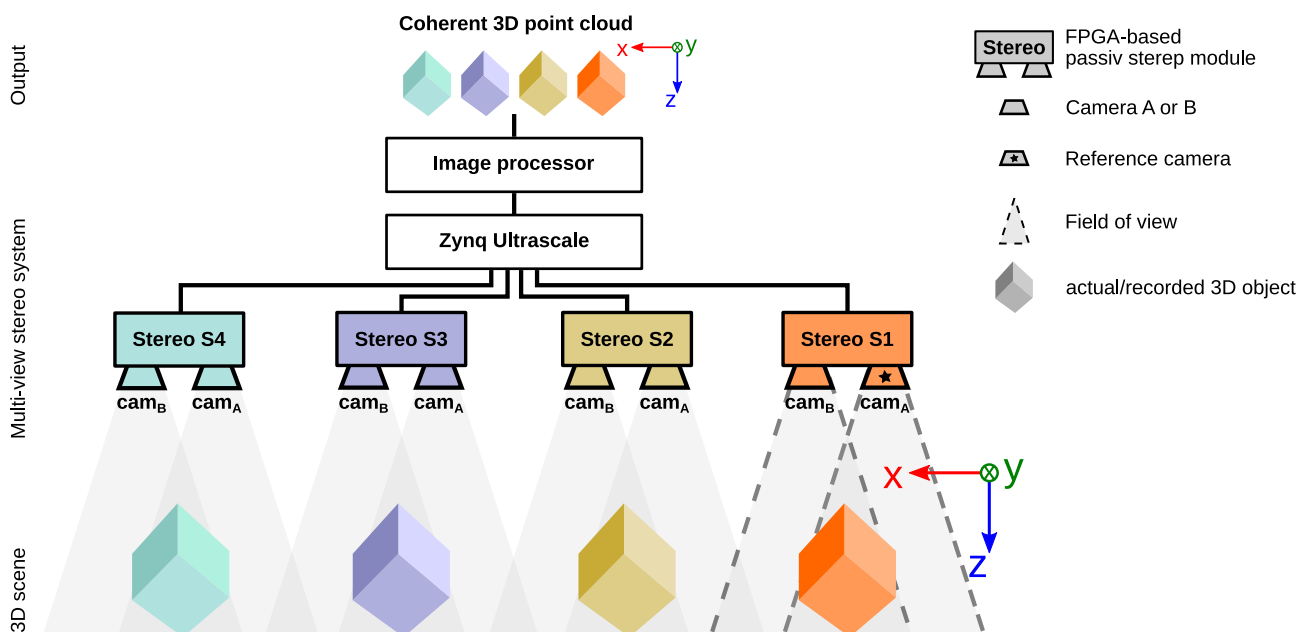 Coherent 3D point cloud
x
y
z
Output
Image processor
Zynq Ultrascale
Multi-view stereo system
Stereo S4
Stereo S3
Stereo S2
Stereo S1
camB
camA
camB
camA
camB
camA
camB
camA
x
y
z
3D scene
Stereo
FPGA-based
passiv sterep module
Camera A or B
Reference camera
Field of view
actual/recorded 3D object